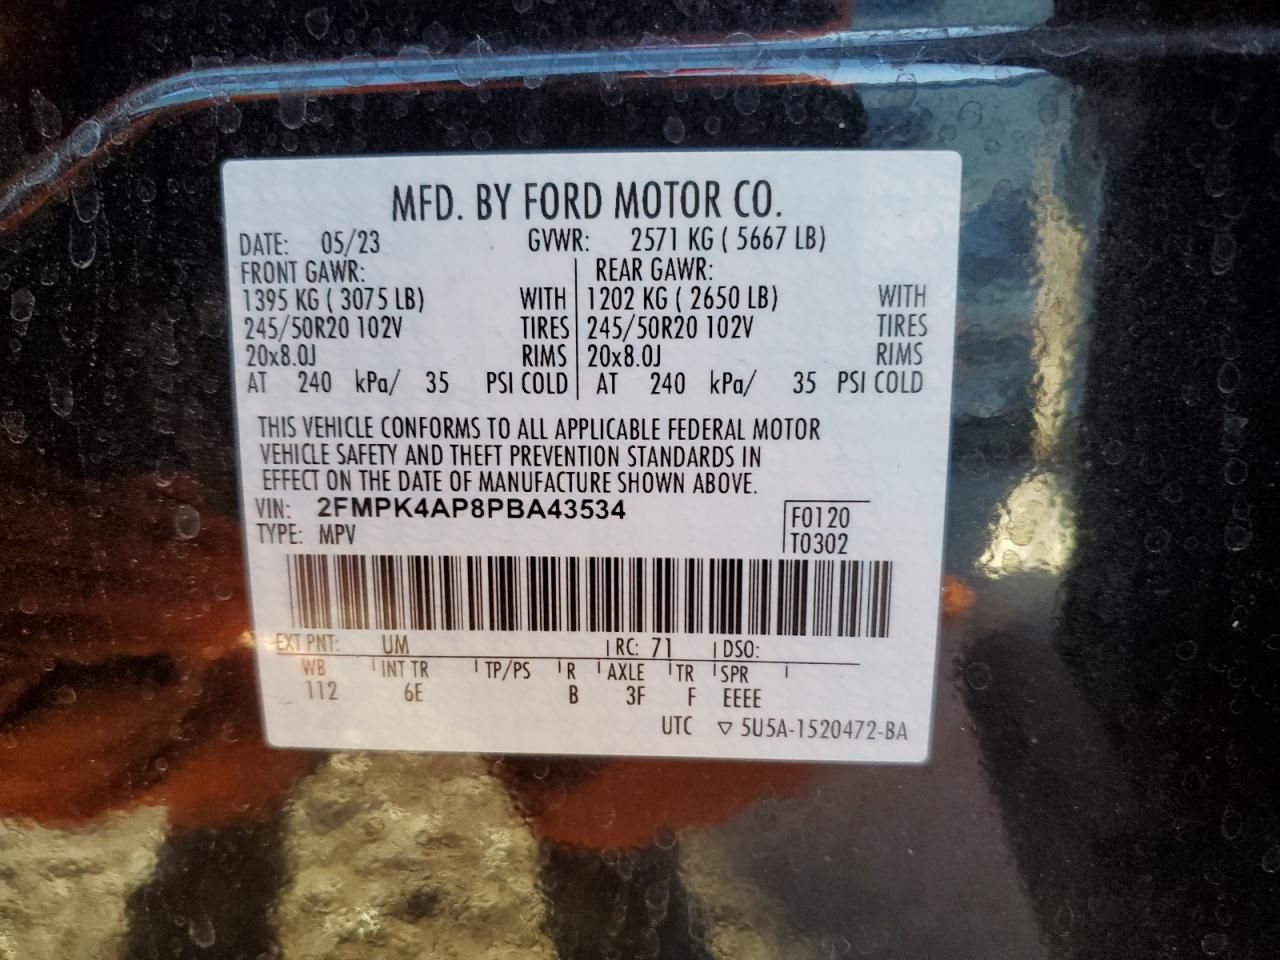 MFD. BY FORD MOTOR CO.
DATE: 05/23 GVWR: 2571 KG ( 5667 LB)
FRONT GAWR: REAR GAWR:
1395 KG ( 3075 LB) WITH 1202 KG ( 2650 LB) WITH
245/50R20 102V TIRES 245/50R20 102V TIRES
20x8.0J RIMS 20x8.0J RIMS
AT 240 kPa/ 35 PSI COLD AT 240 kPa/ 35 PSI COLD
THIS VEHICLE CONFORMS TO ALL APPLICABLE FEDERAL MOTOR
VEHICLE SAFETY AND THEFT PREVENTION STANDARDS IN
EFFECT ON THE DATE OF MANUFACTURE SHOWN ABOVE.
VIN: 2FMPK4AP8PBA43534
TYPE: MPV
F0120
T0302
EXT PNT: UM RC: 71 DSO:
WB INT TR TP/PS R AXLE TR SPR
112 6E B 3F F EEEE
UTC ▽ 5U5A-1520472-BA